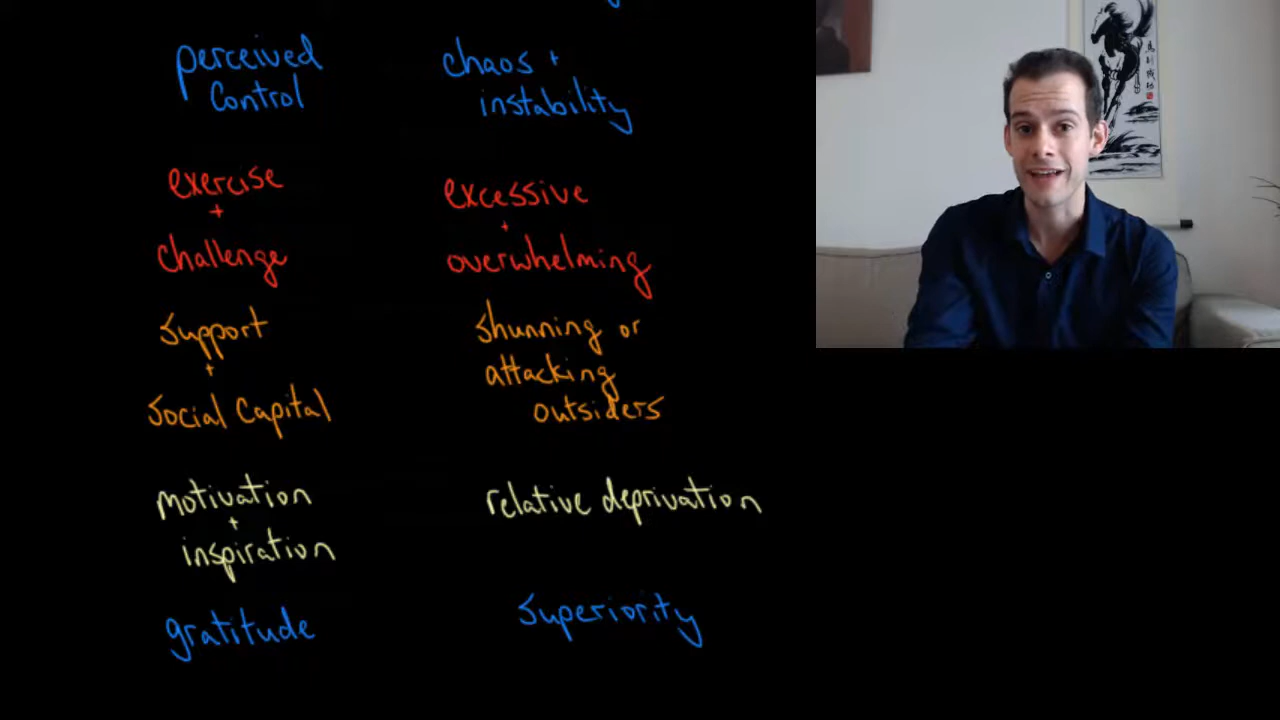 perceived
Control
chaos +
instability
exercise
+
challenge
excessive
+
overwhelming
Support
+
Social Capital
Shunning or
attacking
outsiders
motivation
+
inspiration
relative deprivation
gratitude
Superiority